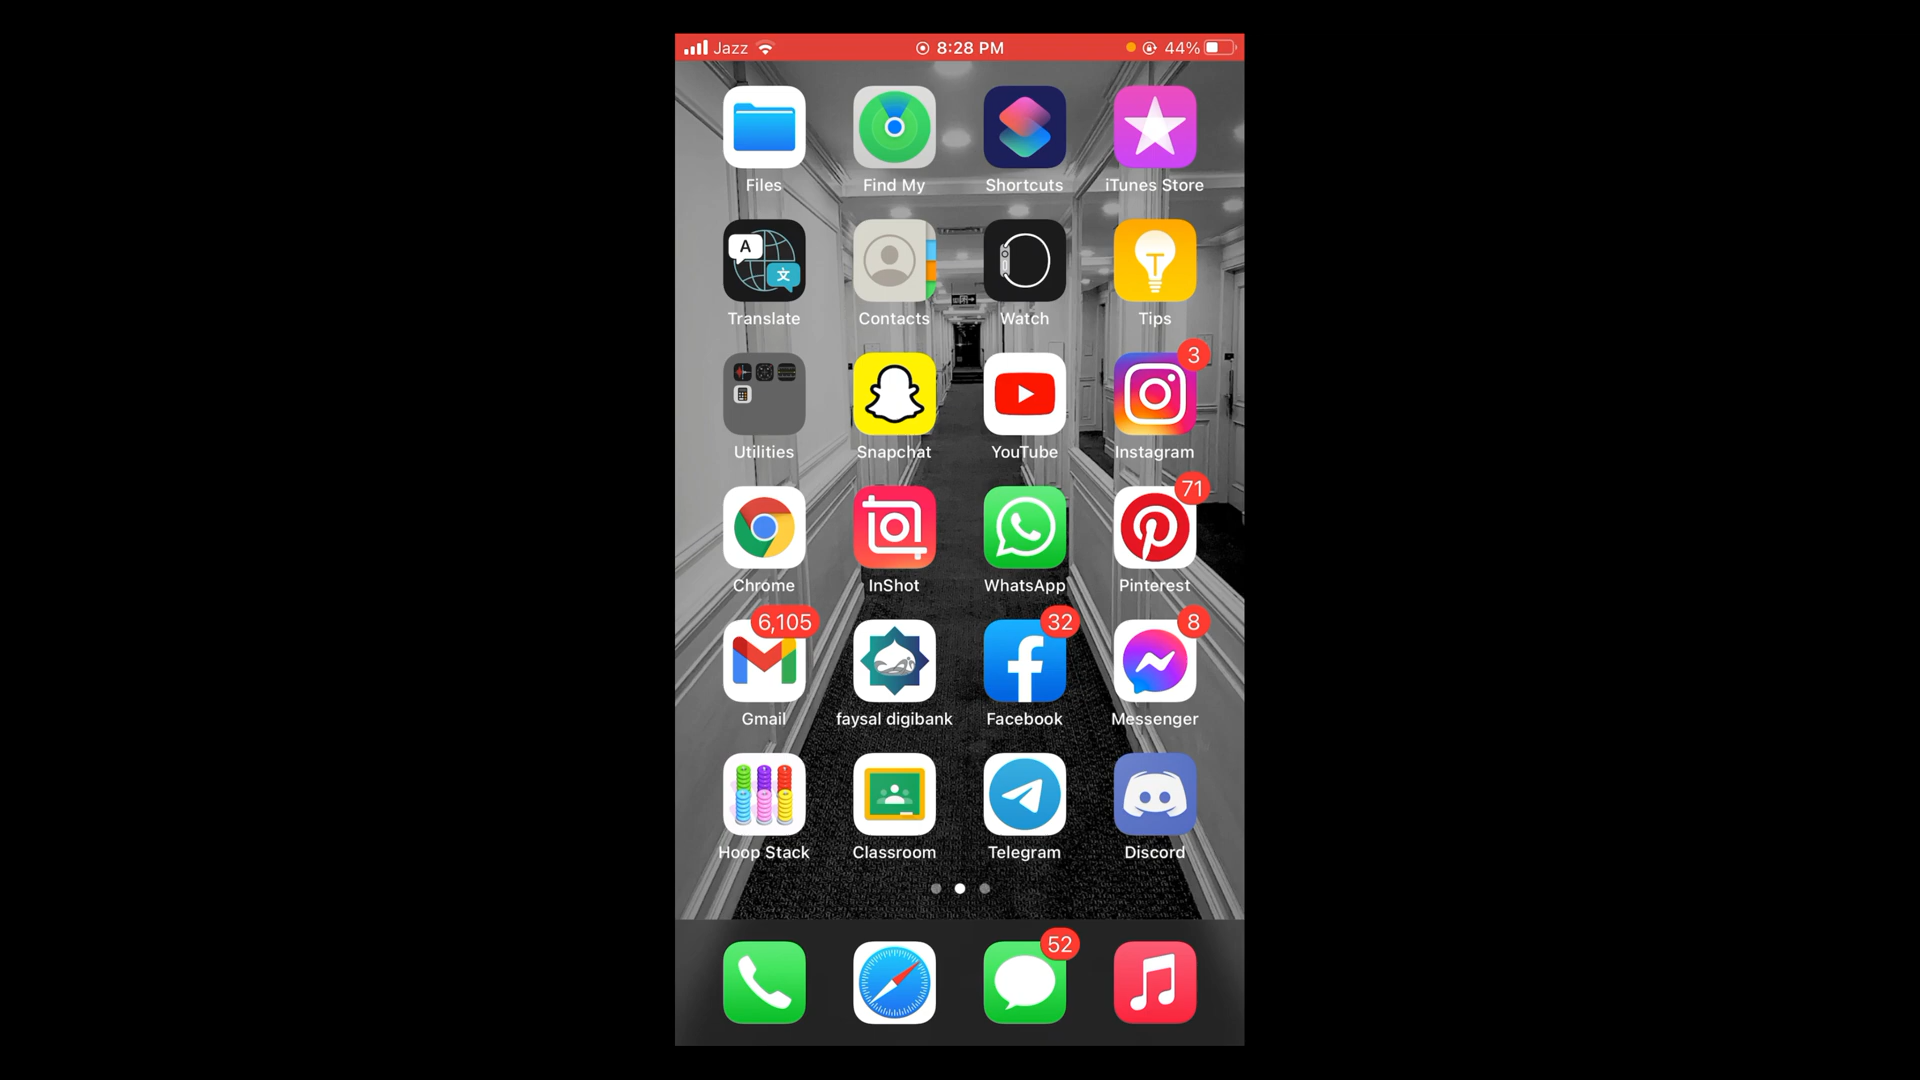 Jazz 8:28 PM 44%
Files Find My Shortcuts iTunes Store
A 文 T
Translate Contacts Watch Tips
3
Utilities Snapchat YouTube Instagram
71
Chrome InShot WhatsApp Pinterest
6,105 32 8
Gmail faysal digibank Facebook Messenger
Hoop Stack Classroom Telegram Discord
52